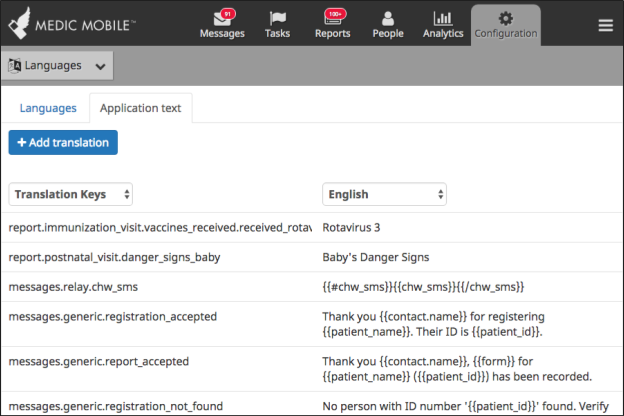 MEDIC MOBILE™
91
100+
Messages
Tasks
Reports
People
Analytics
Configuration
Languages
Languages
Application text
+ Add translation
Translation Keys
English
report.immunization_visit.vaccines_received.received_rotav
Rotavirus 3
report.postnatal_visit.danger_signs_baby
Baby's Danger Signs
messages.relay.chw_sms
{{#chw_sms}}{{chw_sms}}{{/chw_sms}}
messages.generic.registration_accepted
Thank you {{contact.name}} for registering
{{patient_name}}. Their ID is {{patient_id}}.
messages.generic.report_accepted
Thank you {{contact.name}}, {{form}} for
{{patient_name}} ({{patient_id}}) has been recorded.
messages.generic.registration_not_found
No person with ID number '{{patient_id}}' found. Verify